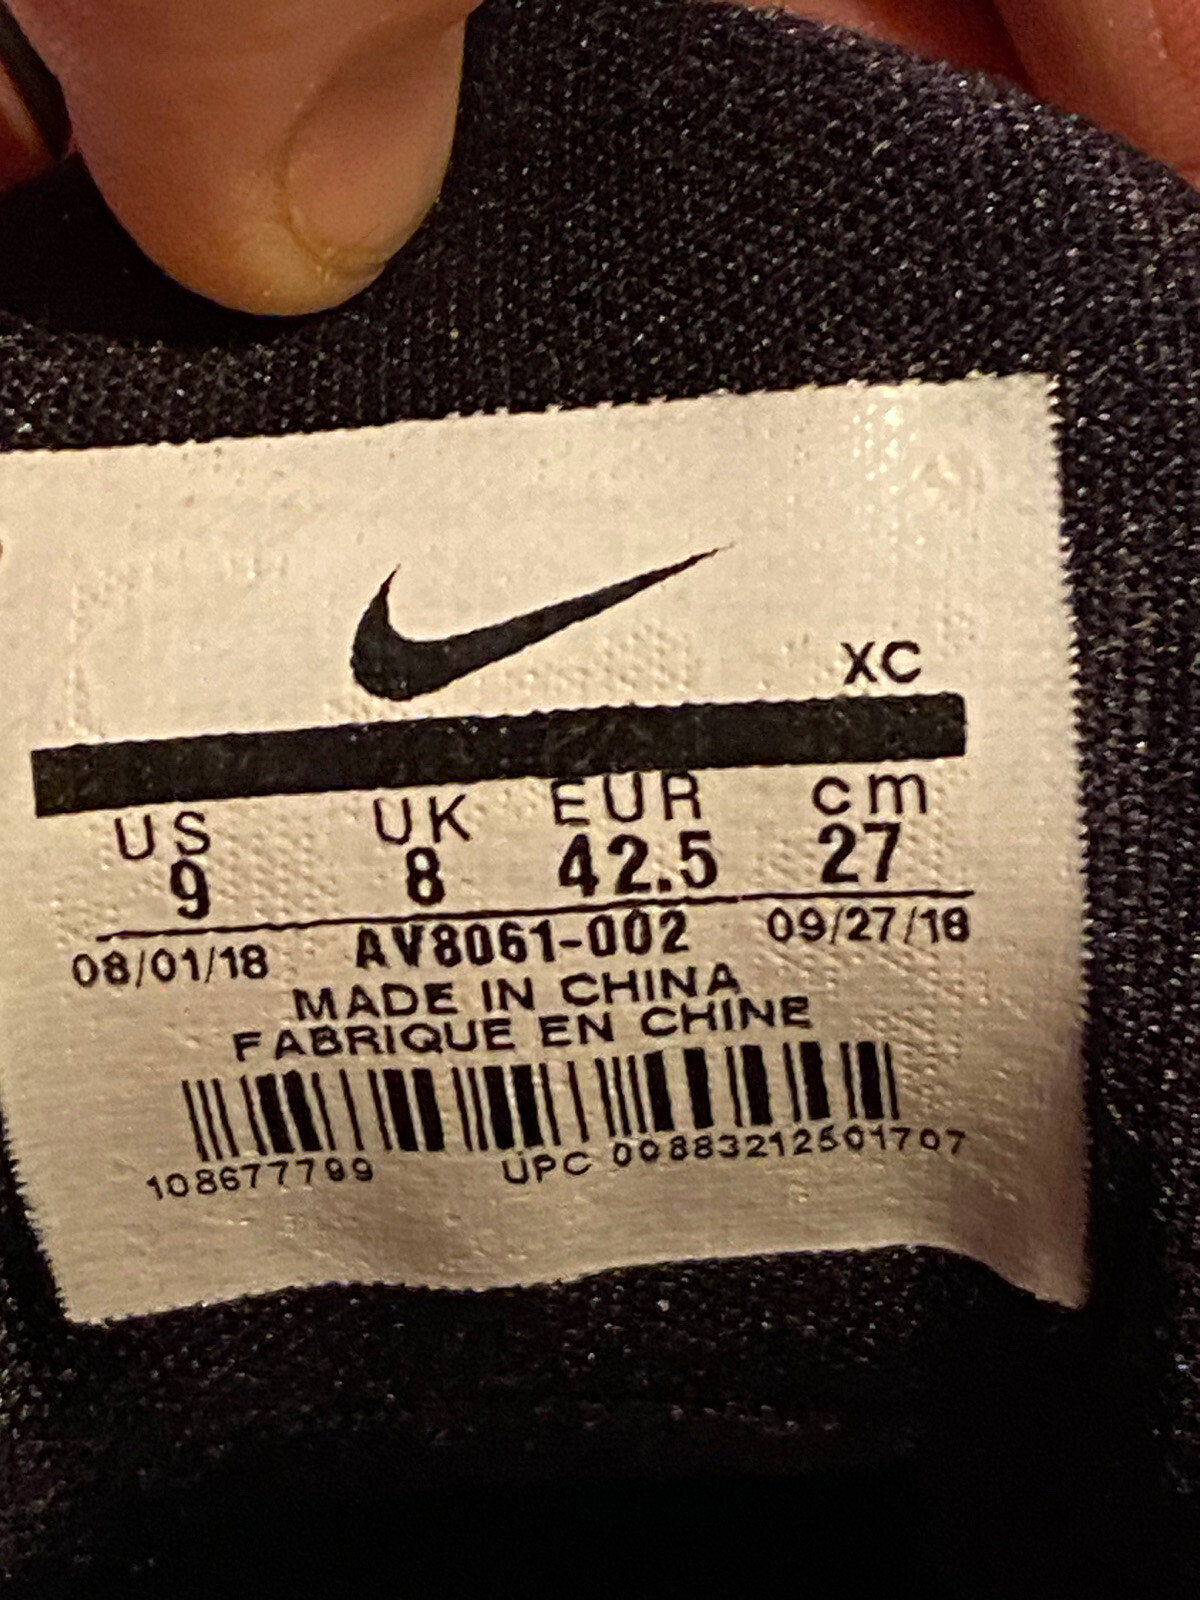 XC
US UK EUR cm
9 8 42.5 27
08/01/18 AV8061-002 09/27/18
MADE IN CHINA
FABRIQUE EN CHINE
108677799 UPC 00883212501707